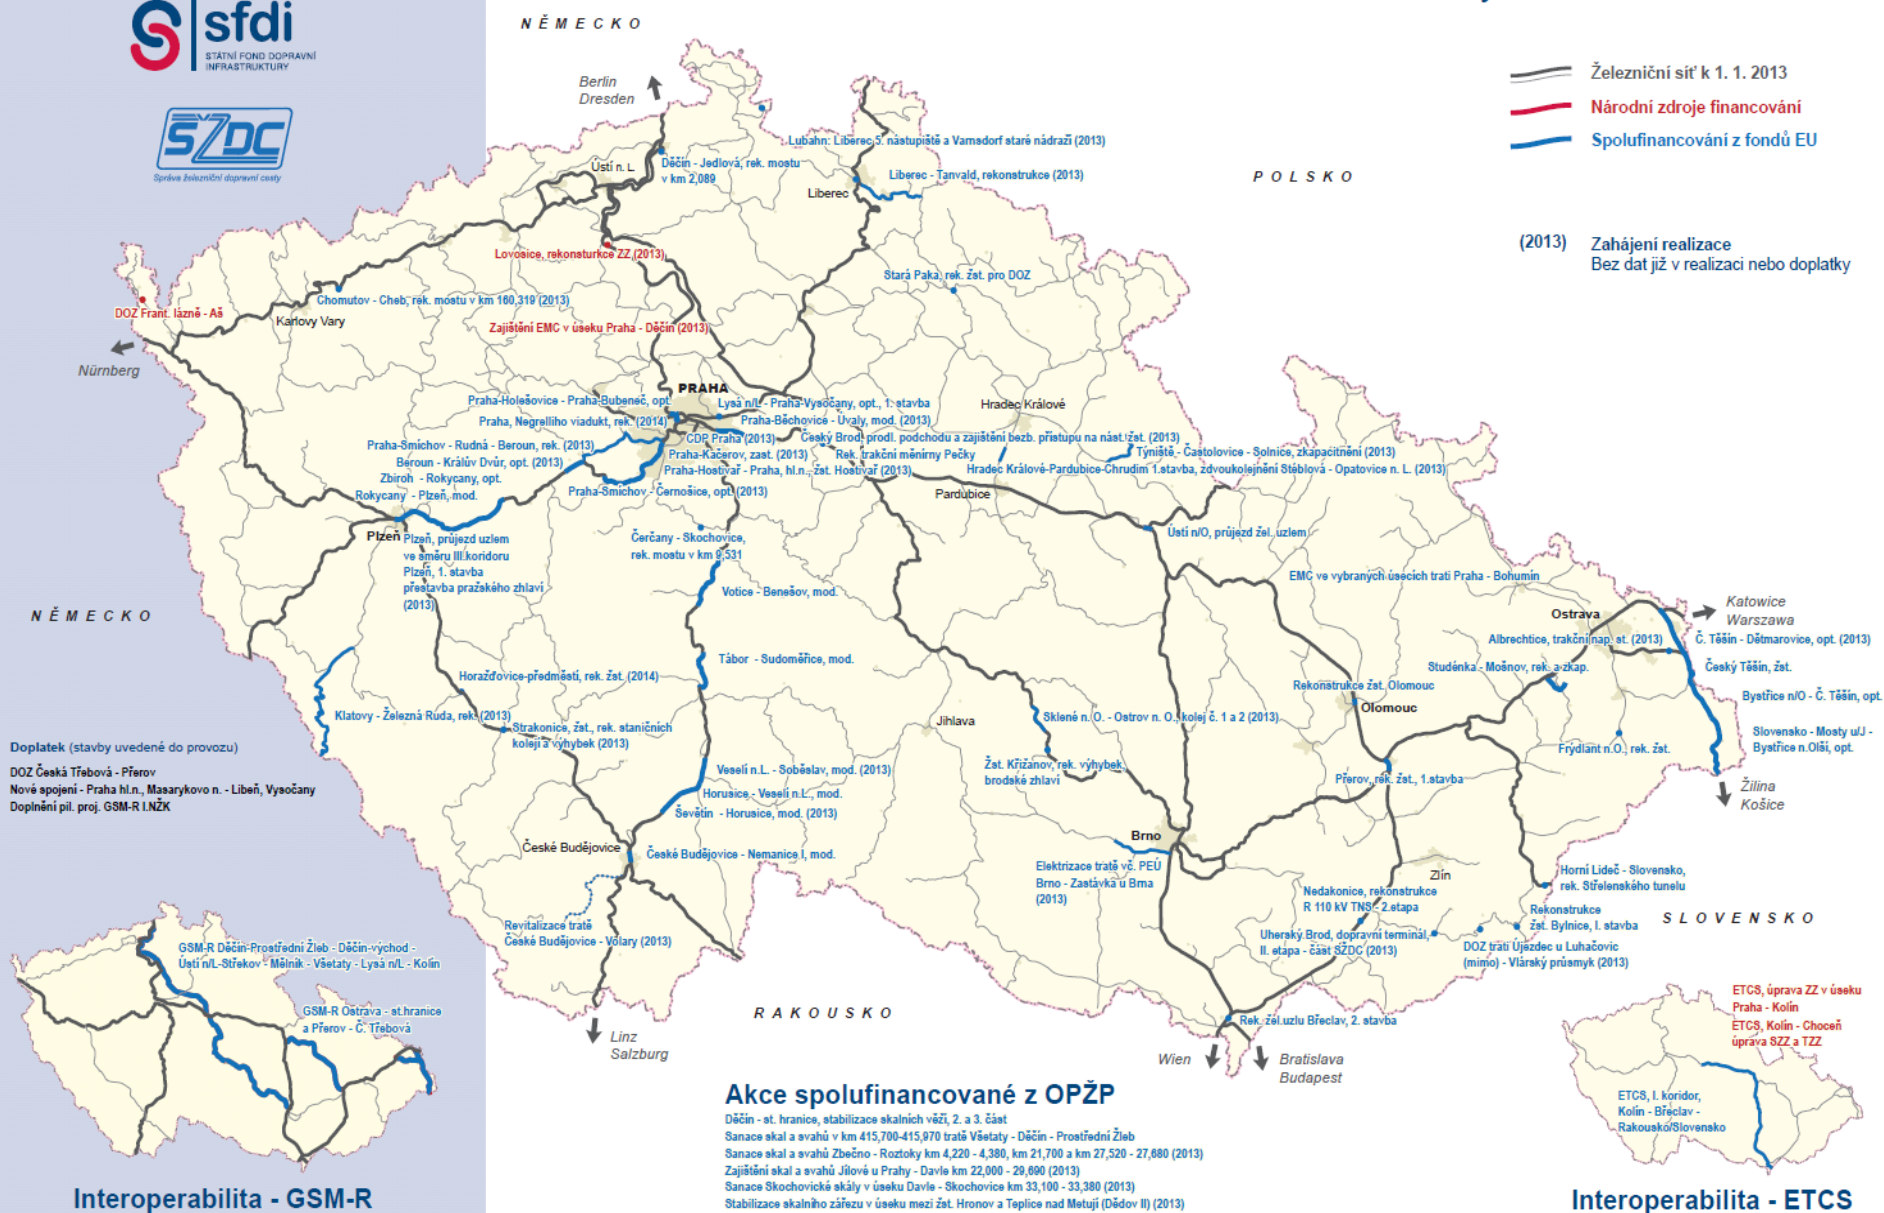 sfdi
STÁTNÍ FOND DOPRAVNÍ
INFRASTRUKTURY
SŽDC
Správa železniční dopravní cesty
NĚMECKO
Berlin
Dresden
Železniční síť k 1. 1. 2013
Národní zdroje financování
Spolufinancování z fondů EU
(2013) Zahájení realizace
Bez dat již v realizaci nebo doplatky
POLSKO
Lubahn: Liberec 5. nástupiště a Varnsdorf staré nádraží (2013)
Ústí n. L.
Děčín - Jedlová, rek. mostu
v km 2,089
Liberec - Tanvald, rekonstrukce (2013)
Liberec
Lovosice, rekonsturkce ZZ (2013)
Stará Paka, rek. žst. pro DOZ
Chomutov - Cheb, rek. mostu v km 160,319 (2013)
DOZ Frant. lázně - Aš
Karlovy Vary
Zajištění EMC v úseku Praha - Děčín (2013)
Nürnberg
PRAHA
Praha-Holešovice - Praha-Bubeneč, opt.
Lysá n/L - Praha-Vysočany, opt., 1. stavba
Hradec Králové
Praha, Negrelliho viadukt, rek. (2014)
Praha-Běchovice - Úvaly, mod. (2013)
Praha-Smíchov - Rudná - Beroun, rek. (2013)
CDP Praha (2013)
Český Brod, prodl. podchodu a zajištění bezb. přístupu na nást. žst. (2013)
Beroun - Králův Dvůr, opt. (2013)
Praha-Kačerov, zast. (2013)
Rek. trakční měnírny Pečky
Týniště - Častolovice - Solnice, zkapacitnění (2013)
Zbiroh - Rokycany, opt.
Praha-Hostivař - Praha, hl.n., žst. Hostivař (2013)
Hradec Králové-Pardubice-Chrudim 1.stavba, zdvoukolejnění Stéblová - Opatovice n. L. (2013)
Rokycany - Plzeň, mod.
Praha-Smíchov - Černošice, opt. (2013)
Pardubice
Plzeň
Plzeň, průjezd uzlem
ve směru III.koridoru
Plzeň, 1. stavba
přestavba pražského zhlaví
(2013)
Čerčany - Skochovice,
rek. mostu v km 9,531
Ústí n/O, průjezd žel. uzlem
EMC ve vybraných úsecích trati Praha - Bohumín
Votice - Benešov, mod.
NĚMECKO
Katowice
Warszawa
Ostrava
Albrechtice, trakční nap. st. (2013)
Č. Těšín - Dětmarovice, opt. (2013)
Tábor - Sudoměřice, mod.
Studénka - Mošnov, rek. a zkap.
Český Těšín, žst.
Horažďovice-předměstí, rek. žst. (2014)
Rekonstrukce žst. Olomouc
Bystřice n/O - Č. Těšín, opt.
Olomouc
Klatovy - Železná Ruda, rek. (2013)
Strakonice, žst., rek. staničních
kolejí a výhybek (2013)
Jihlava
Sklené n. O. - Ostrov n. O., kolej č. 1 a 2 (2013)
Slovensko - Mosty u/J -
Bystřice n.Olší, opt.
Frýdlant n.O., rek. žst.
Doplatek (stavby uvedené do provozu)
DOZ Česká Třebová - Přerov
Nové spojení - Praha hl.n., Masarykovo n. - Libeň, Vysočany
Doplnění pil. proj. GSM-R I.NŽK
Veselí n.L. - Soběslav, mod. (2013)
Žst. Křižanov, rek. výhybek,
brodské zhlaví
Přerov, rek. žst., 1.stavba
Horusice - Veselí n.L., mod.
Žilina
Košice
Ševětín - Horusice, mod. (2013)
Brno
České Budějovice
České Budějovice - Nemanice I, mod.
Elektrizace tratě vč. PEÚ
Brno - Zastávka u Brna
(2013)
Zlín
Horní Lideč - Slovensko,
rek. Střelenského tunelu
Nedakonice, rekonstrukce
R 110 kV TNS - 2.etapa
Rekonstrukce
žst. Bylnice, I. stavba
SLOVENSKO
Revitalizace tratě
České Budějovice - Volary (2013)
Uherský Brod, dopravní terminál,
II. etapa - část SŽDC (2013)
DOZ trati Újezdec u Luhačovic
(mimo) - Vlárský průsmyk (2013)
GSM-R Děčín-Prostřední Žleb - Děčín-východ -
Ústí n/L-Střekov - Mělník - Všetaty - Lysá n/L - Kolín
GSM-R Ostrava - st.hranice
a Přerov - Č. Třebová
RAKOUSKO
Rek. žel.uzlu Břeclav, 2. stavba
Linz
Salzburg
Wien
Bratislava
Budapest
ETCS, úprava ZZ v úseku
Praha - Kolín
ETCS, Kolín - Choceň
úprava SZZ a TZZ
ETCS, I. koridor,
Kolín - Břeclav -
Rakousko/Slovensko
Akce spolufinancované z OPŽP
Děčín - st. hranice, stabilizace skalních věží, 2. a 3. část
Sanace skal a svahů v km 415,700-415,970 tratě Všetaty - Děčín - Prostřední Žleb
Sanace skal a svahů Zbečno - Roztoky km 4,220 - 4,380, km 21,700 a km 27,520 - 27,680 (2013)
Zajištění skal a svahů Jílové u Prahy - Davle km 22,000 - 29,690 (2013)
Sanace Skochovické skály v úseku Davle - Skochovice km 33,100 - 33,380 (2013)
Stabilizace skalního zářezu v úseku mezi žst. Hronov a Teplice nad Metují (Dědov II) (2013)
Interoperabilita - GSM-R
Interoperabilita - ETCS